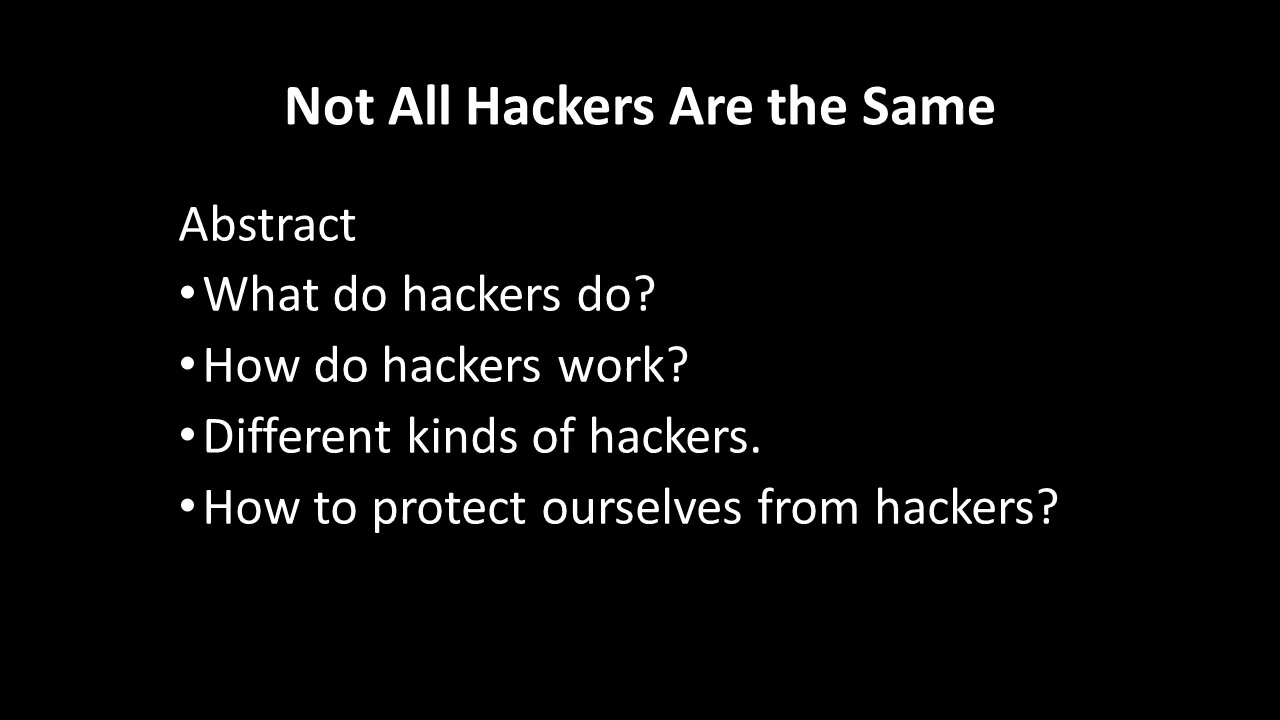 Not All Hackers Are the Same
Abstract
•What do hackers do?
•How do hackers work?
•Different kinds of hackers.
•How to protect ourselves from hackers?